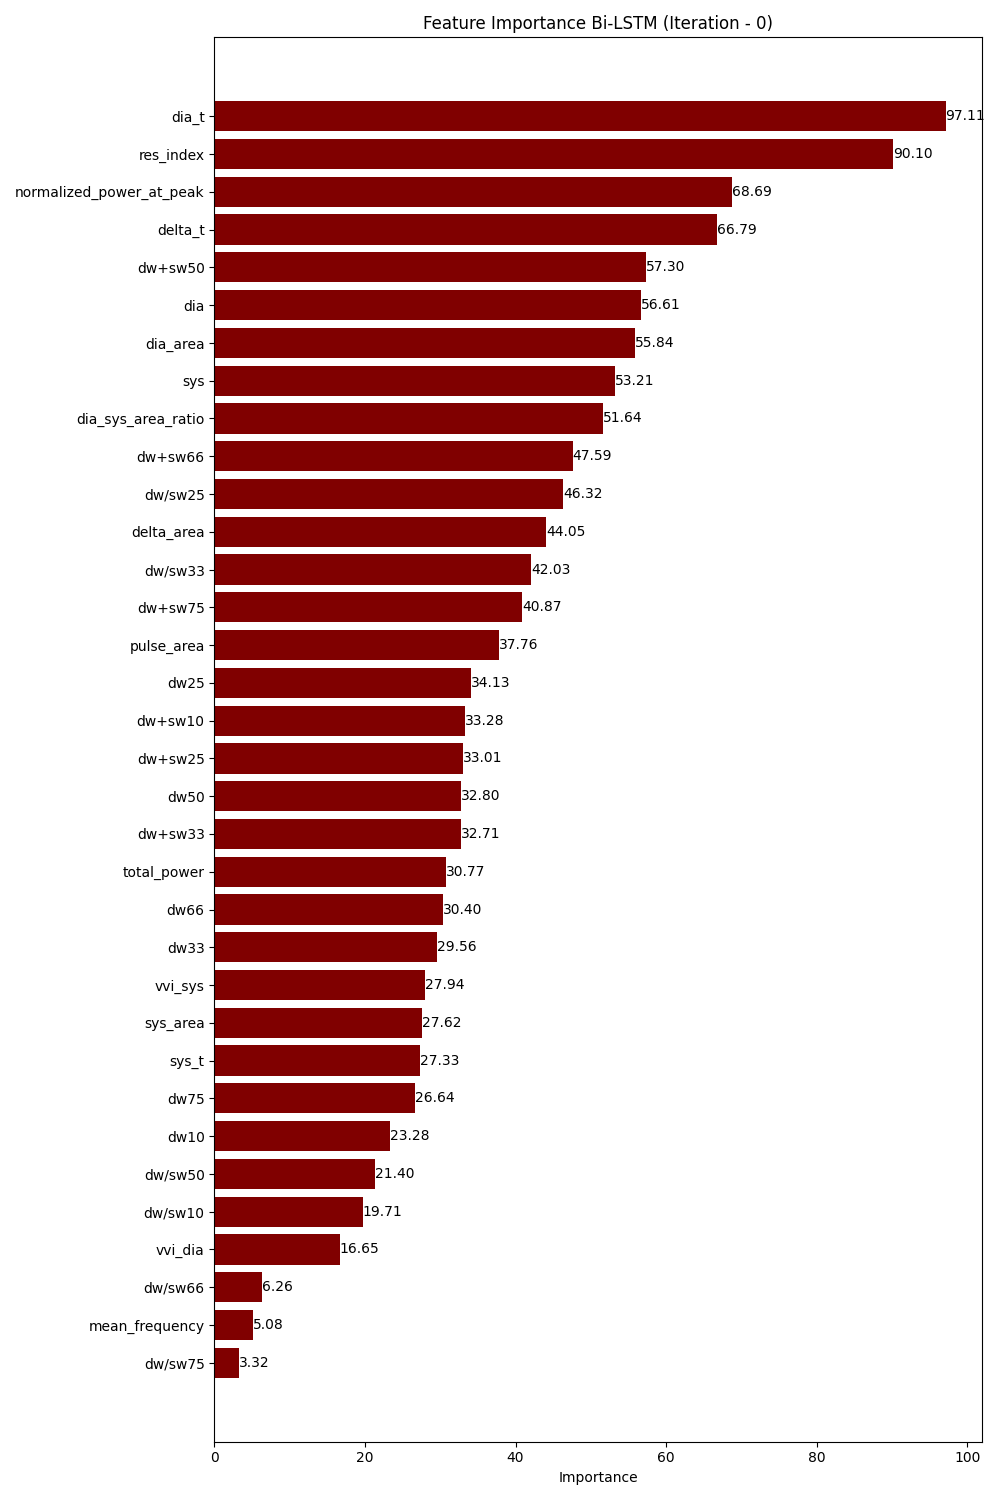 Feature Importance Bi-LSTM (Iteration - 0)
dia_t 97.11
res_index 90.10
normalized_power_at_peak 68.69
delta_t 66.79
dw+sw50 57.30
dia 56.61
dia_area 55.84
sys 53.21
dia_sys_area_ratio 51.64
dw+sw66 47.59
dw/sw25 46.32
delta_area 44.05
dw/sw33 42.03
dw+sw75 40.87
pulse_area 37.76
dw25 34.13
dw+sw10 33.28
dw+sw25 33.01
dw50 32.80
dw+sw33 32.71
total_power 30.77
dw66 30.40
dw33 29.56
vvi_sys 27.94
sys_area 27.62
sys_t 27.33
dw75 26.64
dw10 23.28
dw/sw50 21.40
dw/sw10 19.71
vvi_dia 16.65
dw/sw66 6.26
mean_frequency 5.08
dw/sw75 3.32
0 20 40 60 80 100
Importance